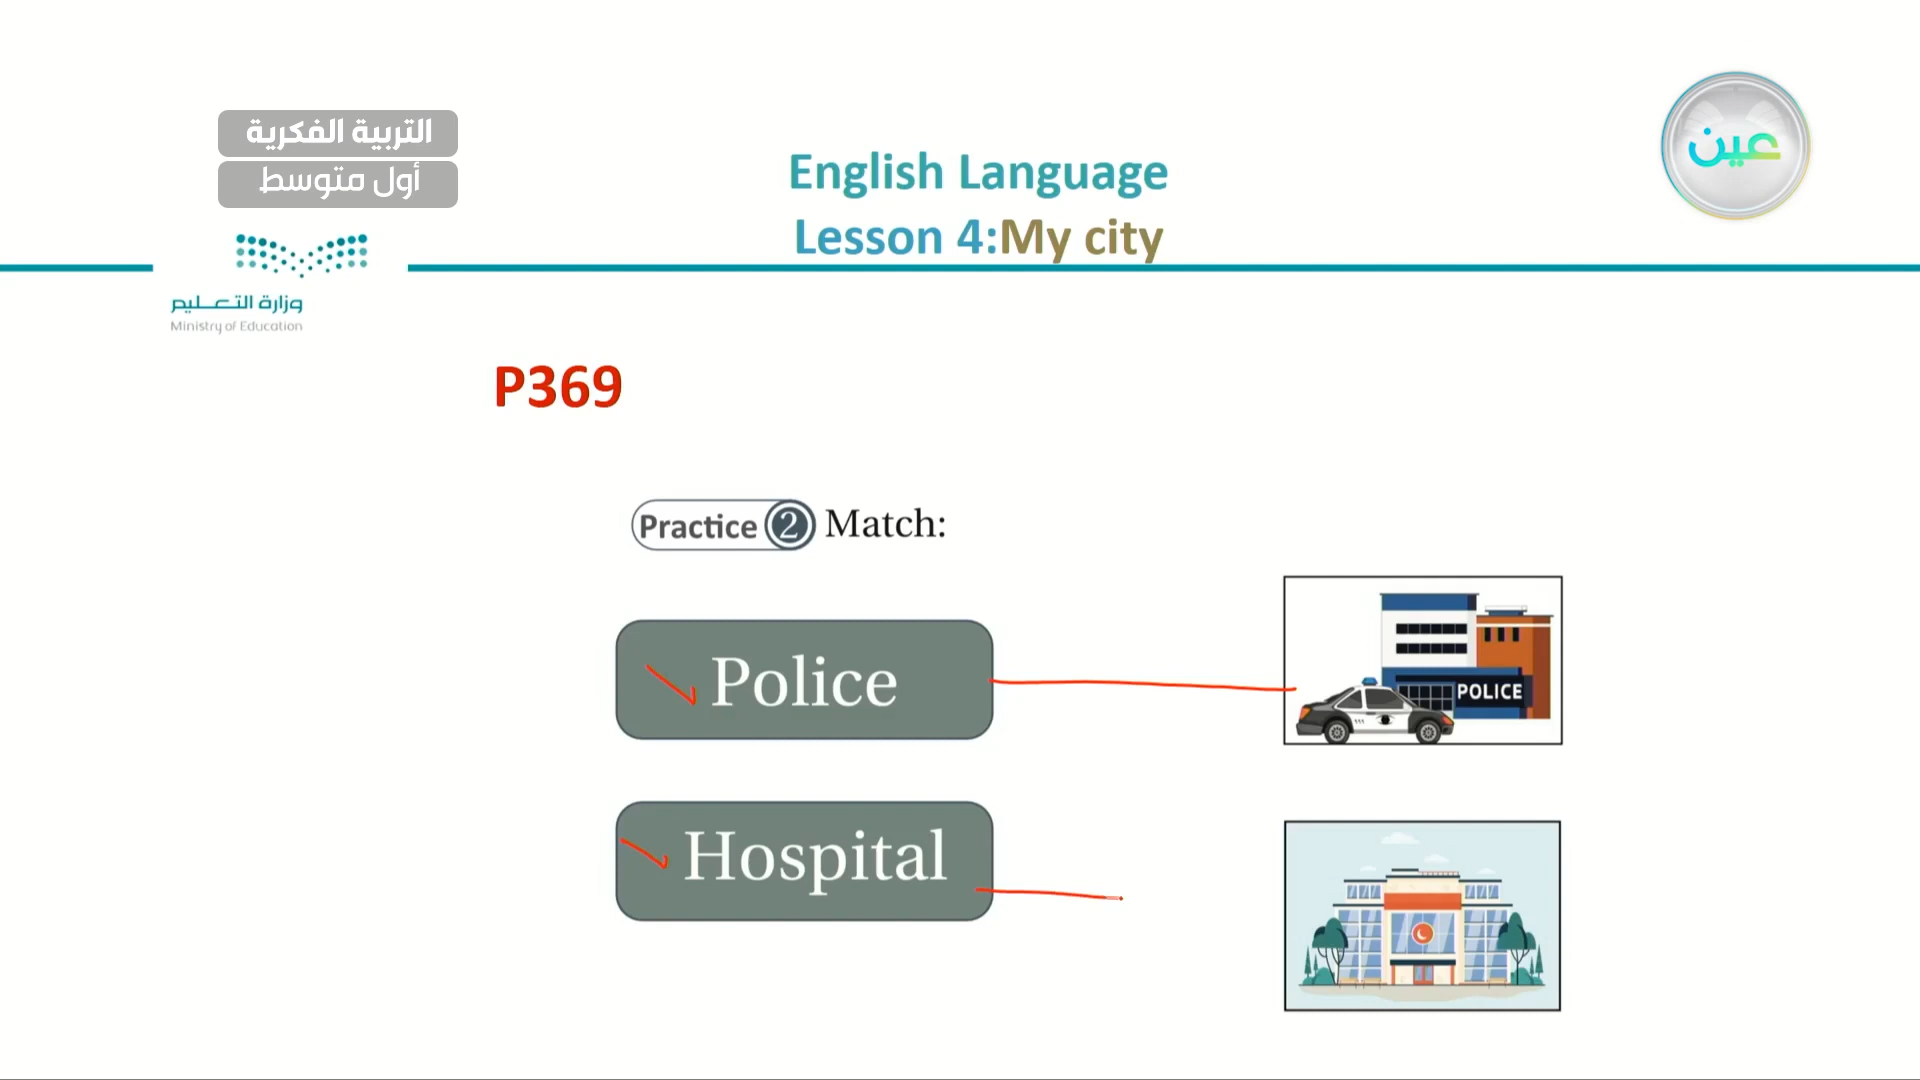 التربية الفكرية
أول متوسط
عين
English Language
Lesson 4:My city
وزارة التعليم
Ministry of Education
P369
Practice 2 Match:
Police
POLICE
Hospital